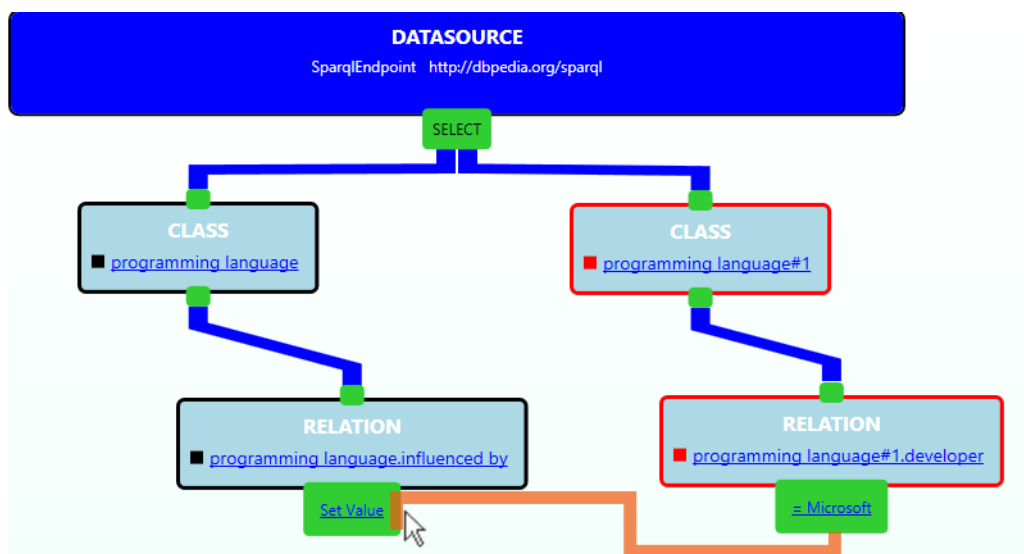 DATASOURCE
SparqlEndpoint http://dbpedia.org/sparql
SELECT
CLASS
programming language
CLASS
programming language#1
RELATION
programming language.influenced by
Set Value
RELATION
programming language#1.developer
= Microsoft